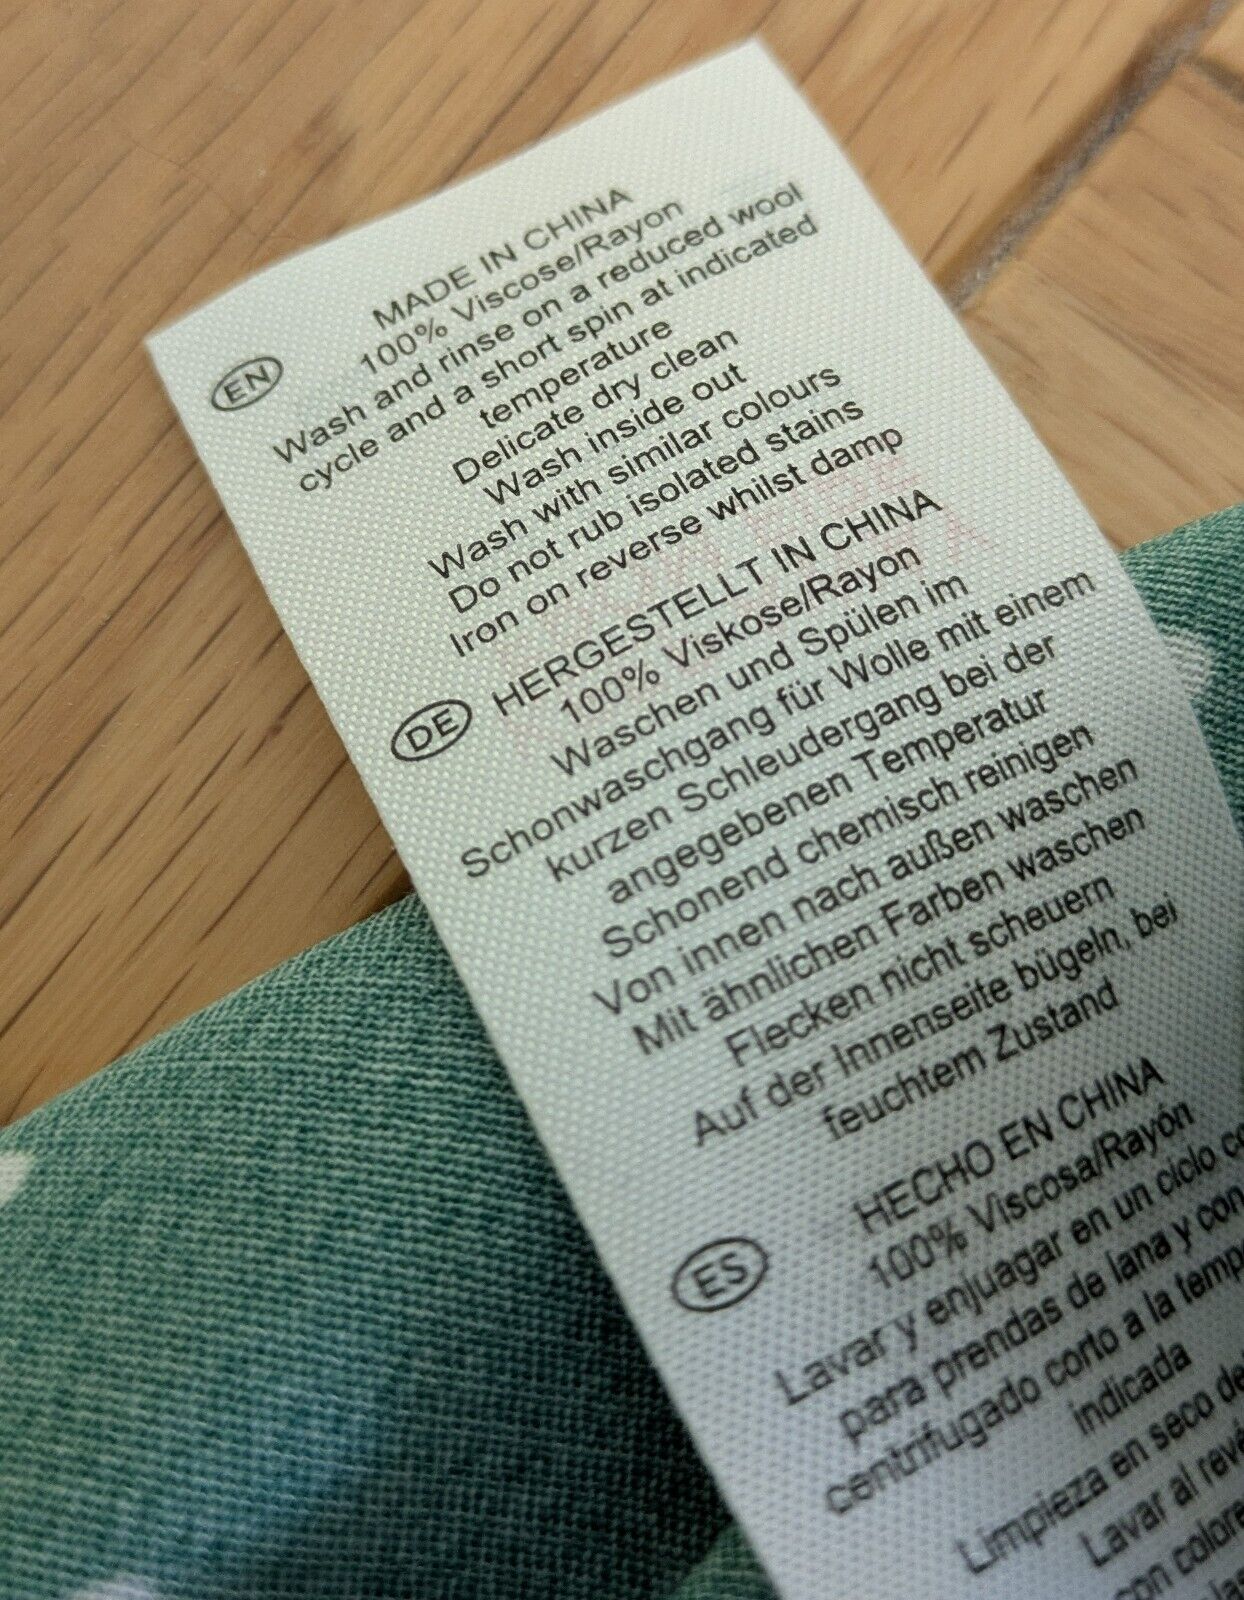 MADE IN CHINA
100% Viscose/Rayon
EN
Wash and rinse on a reduced wool
cycle and a short spin at indicated
temperature
Delicate dry clean
Wash inside out
Wash with similar colours
Do not rub isolated stains
Iron on reverse whilst damp
DE
HERGESTELLT IN CHINA
100% Viskose/Rayon
Waschen und Spülen im
Schonwaschgang für Wolle mit einem
kurzen Schleudergang bei der
angegebenen Temperatur
Schonend chemisch reinigen
Von innen nach außen waschen
Mit ähnlichen Farben waschen
Flecken nicht scheuern
Auf der Innenseite bügeln, bei
feuchtem Zustand
HECHO EN CHINA
100% Viscosa/Rayón
ES
Lavar y enjuagar en un ciclo
para prendas de lana y con
centrifugado corto a la
indicada
Limpieza en seco
Lavar al
con